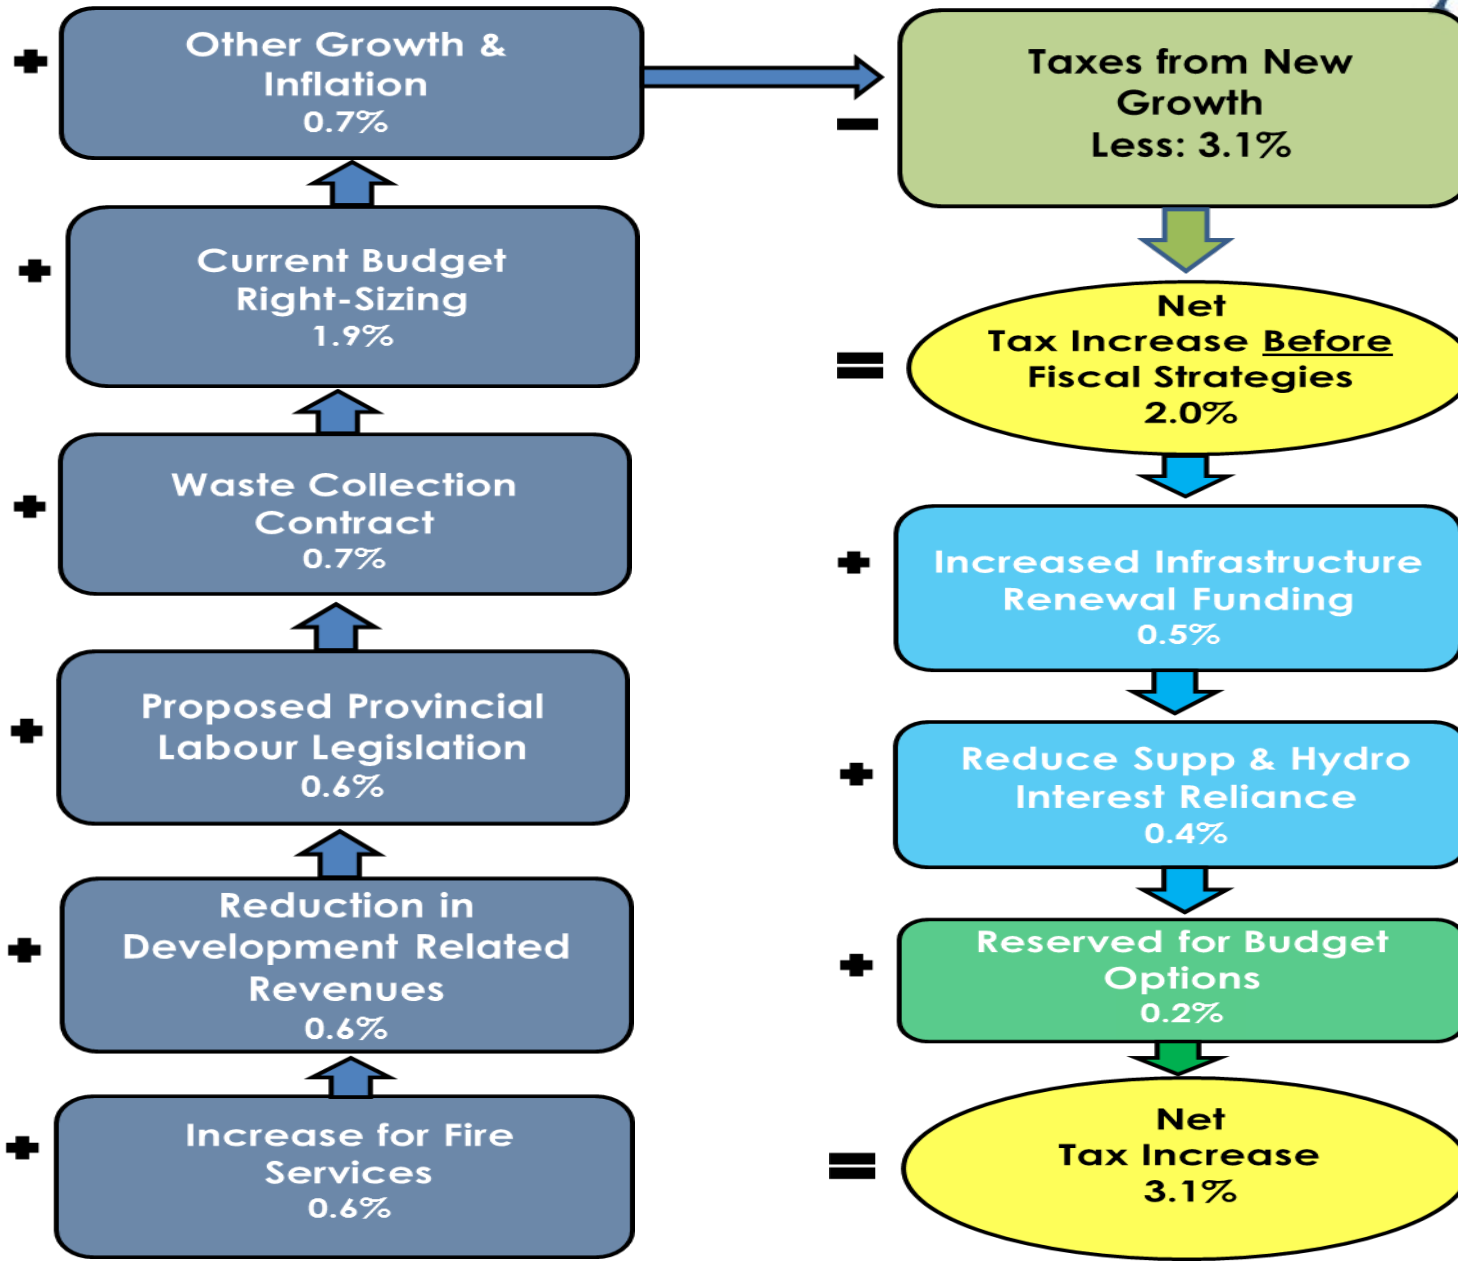 +
Other Growth &
Inflation
0.7%
+
Current Budget
Right-Sizing
1.9%
+
Waste Collection
Contract
0.7%
+
Proposed Provincial
Labour Legislation
0.6%
+
Reduction in
Development Related
Revenues
0.6%
+
Increase for Fire
Services
0.6%
–
Taxes from New
Growth
Less: 3.1%
=
Net
Tax Increase Before
Fiscal Strategies
2.0%
+
Increased Infrastructure
Renewal Funding
0.5%
+
Reduce Supp & Hydro
Interest Reliance
0.4%
+
Reserved for Budget
Options
0.2%
=
Net
Tax Increase
3.1%